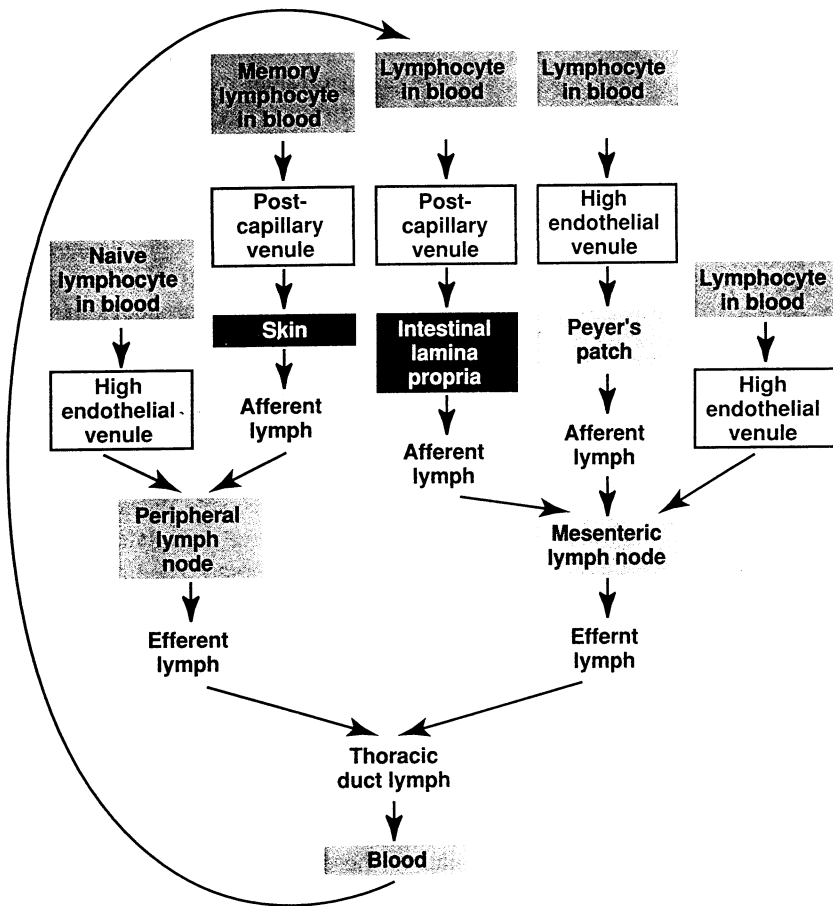 Memory
lymphocyte
in blood
Lymphocyte
in blood
Lymphocyte
in blood
Post-
capillary
venule
Post-
capillary
venule
High
endothelial
venule
Naive
lymphocyte
in blood
Lymphocyte
in blood
Skin
Intestinal
lamina
propria
Peyer's
patch
High
endothelial
venule
High
endothelial
venule
Afferent
lymph
Afferent
lymph
Afferent
lymph
Peripheral
lymph
node
Mesenteric
lymph node
Efferent
lymph
Effernt
lymph
Thoracic
duct lymph
Blood